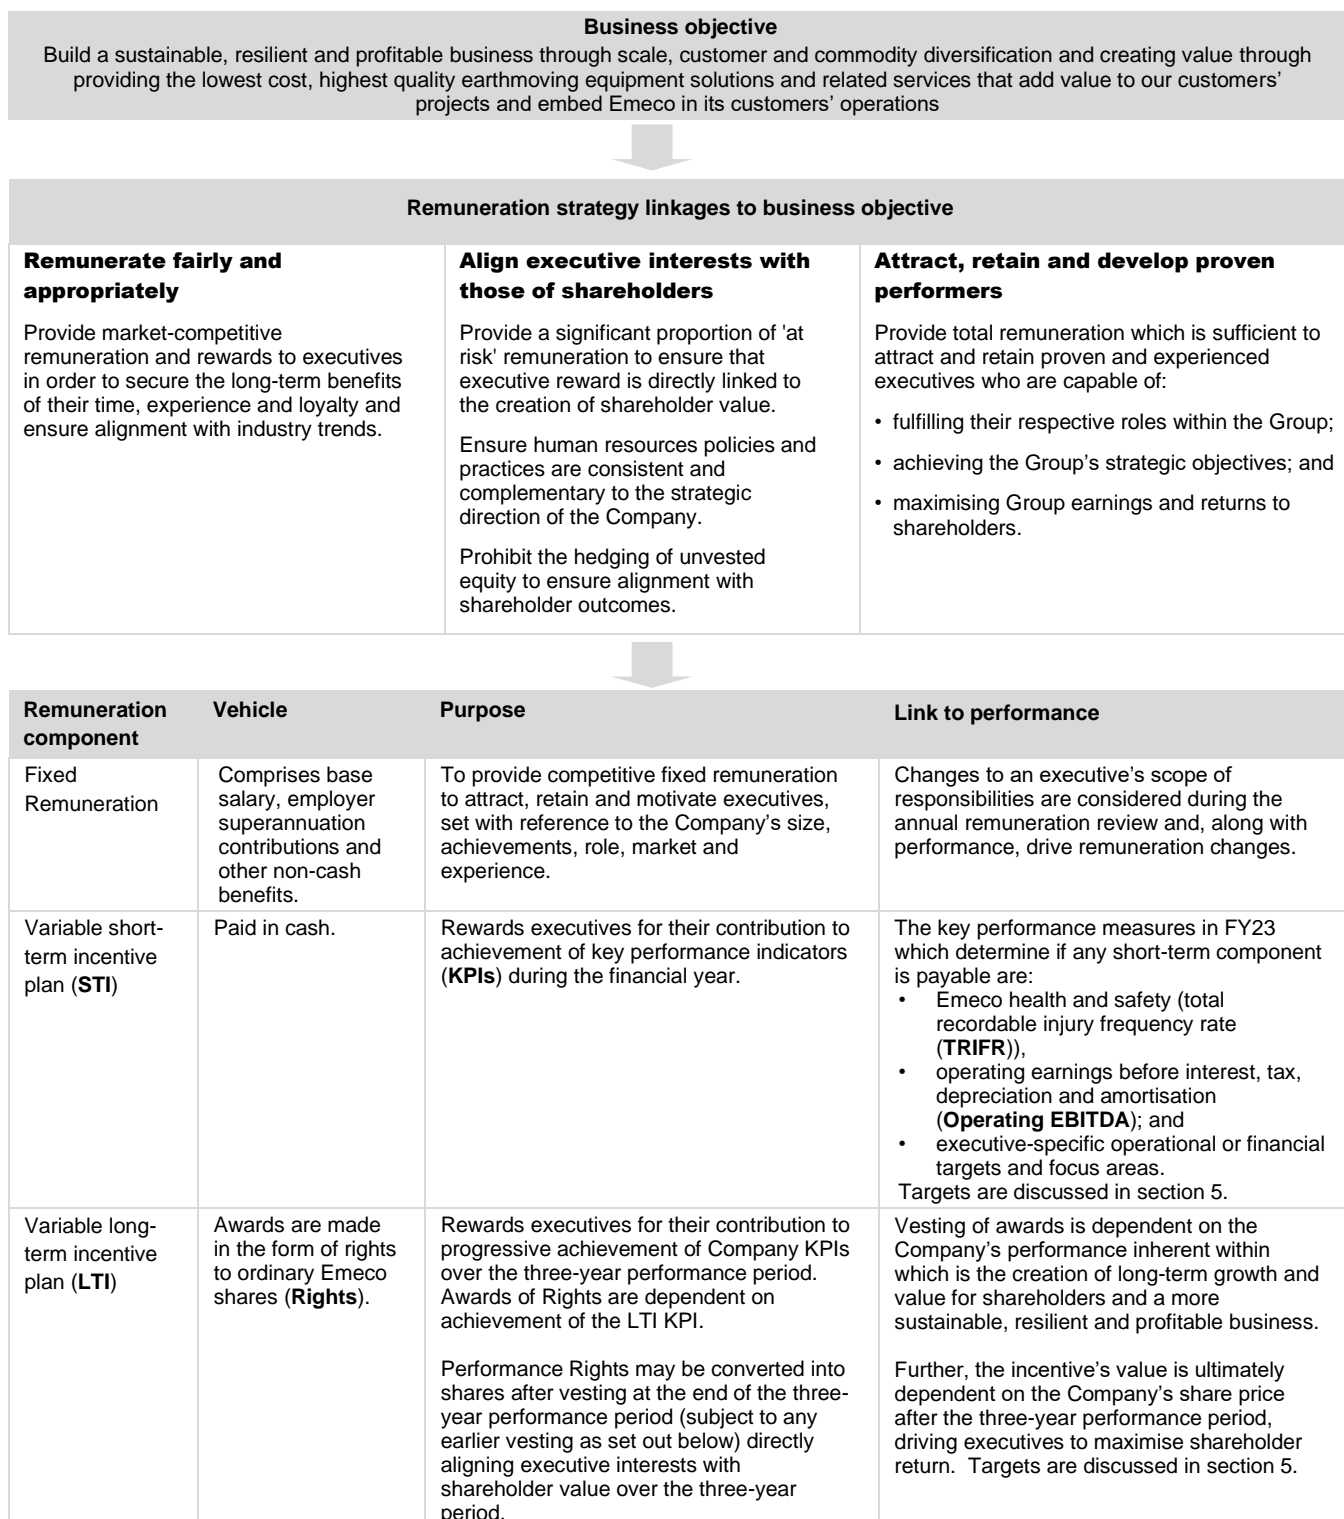 Business objective
Build a sustainable, resilient and profitable business through scale, customer and commodity diversification and creating value through
providing the lowest cost, highest quality earthmoving equipment solutions and related services that add value to our customers’
projects and embed Emeco in its customers’ operations
Remuneration strategy linkages to business objective
Remunerate fairly and
appropriately
Provide market-competitive
remuneration and rewards to executives
in order to secure the long-term benefits
of their time, experience and loyalty and
ensure alignment with industry trends.
Align executive interests with
those of shareholders
Provide a significant proportion of 'at
risk' remuneration to ensure that
executive reward is directly linked to
the creation of shareholder value.
Ensure human resources policies and
practices are consistent and
complementary to the strategic
direction of the Company.
Prohibit the hedging of unvested
equity to ensure alignment with
shareholder outcomes.
Attract, retain and develop proven
performers
Provide total remuneration which is sufficient to
attract and retain proven and experienced
executives who are capable of:
• fulfilling their respective roles within the Group;
• achieving the Group’s strategic objectives; and
• maximising Group earnings and returns to
shareholders.
Remuneration
component
Vehicle
Purpose
Link to performance
Fixed
Remuneration
Comprises base
salary, employer
superannuation
contributions and
other non-cash
benefits.
To provide competitive fixed remuneration
to attract, retain and motivate executives,
set with reference to the Company’s size,
achievements, role, market and
experience.
Changes to an executive’s scope of
responsibilities are considered during the
annual remuneration review and, along with
performance, drive remuneration changes.
Variable short-
term incentive
plan (STI)
Paid in cash.
Rewards executives for their contribution to
achievement of key performance indicators
(KPIs) during the financial year.
The key performance measures in FY23
which determine if any short-term component
is payable are:
• Emeco health and safety (total
recordable injury frequency rate
(TRIFR)),
• operating earnings before interest, tax,
depreciation and amortisation
(Operating EBITDA); and
• executive-specific operational or financial
targets and focus areas.
Targets are discussed in section 5.
Variable long-
term incentive
plan (LTI)
Awards are made
in the form of rights
to ordinary Emeco
shares (Rights).
Rewards executives for their contribution to
progressive achievement of Company KPIs
over the three-year performance period.
Awards of Rights are dependent on
achievement of the LTI KPI.
Performance Rights may be converted into
shares after vesting at the end of the three-
year performance period (subject to any
earlier vesting as set out below) directly
aligning executive interests with
shareholder value over the three-year
period.
Vesting of awards is dependent on the
Company’s performance inherent within
which is the creation of long-term growth and
value for shareholders and a more
sustainable, resilient and profitable business.
Further, the incentive’s value is ultimately
dependent on the Company’s share price
after the three-year performance period,
driving executives to maximise shareholder
return. Targets are discussed in section 5.